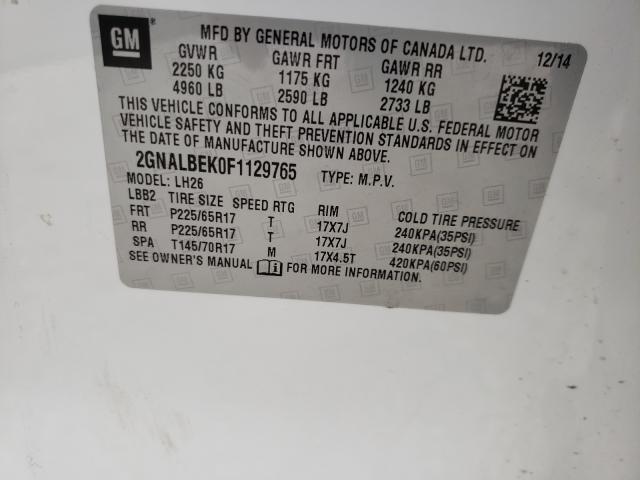 GM
MFD BY GENERAL MOTORS OF CANADA LTD.
12/14
GVWR GAWR FRT GAWR RR
2250 KG 1175 KG 1240 KG
4960 LB 2590 LB 2733 LB
THIS VEHICLE CONFORMS TO ALL APPLICABLE U.S. FEDERAL MOTOR
VEHICLE SAFETY AND THEFT PREVENTION STANDARDS IN EFFECT ON
THE DATE OF MANUFACTURE SHOWN ABOVE.
2GNALBEK0F1129765 TYPE: M.P.V.
MODEL: LH26
LBB2 TIRE SIZE SPEED RTG RIM COLD TIRE PRESSURE
FRT P225/65R17 T 17X7J 240KPA(35PSI)
RR P225/65R17 T 17X7J 240KPA(35PSI)
SPA T145/70R17 M 17X4.5T 420KPA(60PSI)
SEE OWNER'S MANUAL FOR MORE INFORMATION.